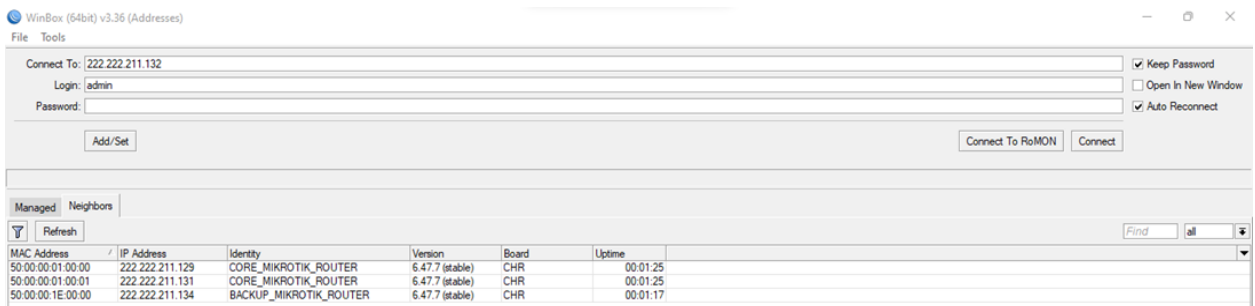 WinBox (64bit) v3.36 (Addresses)
File Tools
Connect To: 222.222.211.132
Keep Password
Login: admin
Open In New Window
Password:
Auto Reconnect
Add/Set Connect To RoMON Connect
Managed Neighbors
Refresh Find all
MAC Address IP Address Identity Version Board Uptime
50:00:00:01:00:00 222.222.211.129 CORE_MIKROTIK_ROUTER 6.47.7 (stable) CHR 00:01:25
50:00:00:01:00:01 222.222.211.131 CORE_MIKROTIK_ROUTER 6.47.7 (stable) CHR 00:01:25
50:00:00:1E:00:00 222.222.211.134 BACKUP_MIKROTIK_ROUTER 6.47.7 (stable) CHR 00:01:17